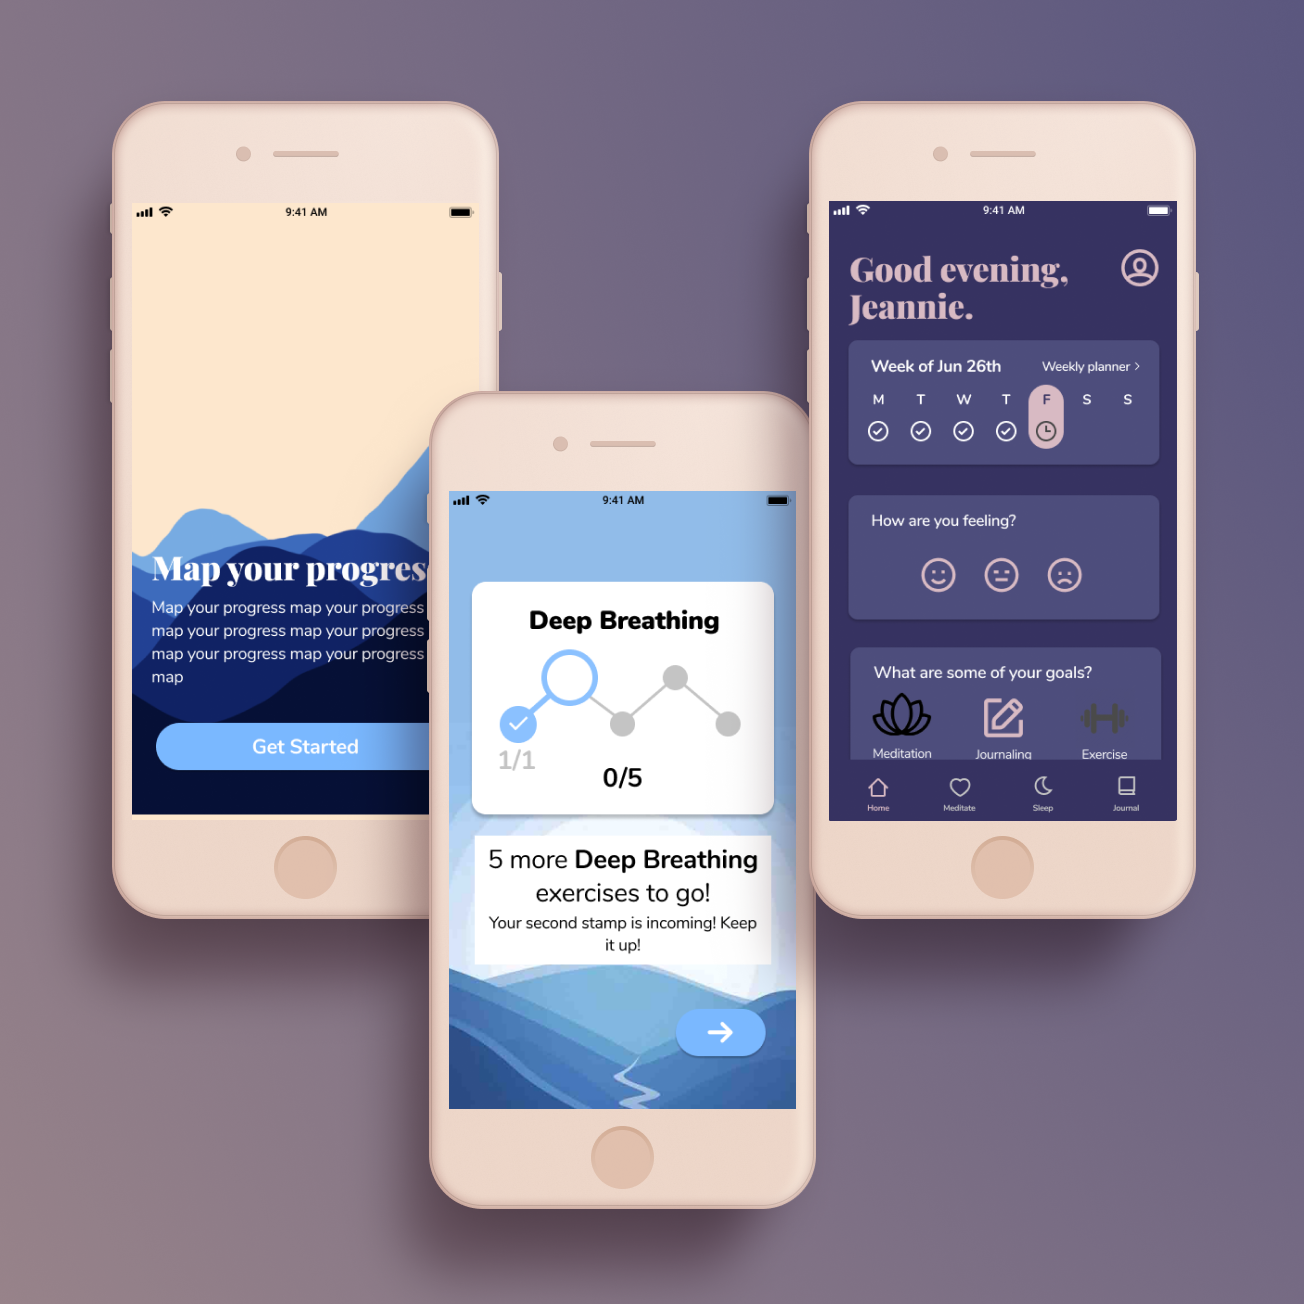 9:41 AM
Map your progres
Map your progress map your progress
map your progress map your progress
map your progress map your progress
map
Get Started
9:41 AM
Deep Breathing
1/1
0/5
5 more Deep Breathing
exercises to go!
Your second stamp is incoming! Keep
it up!
9:41 AM
Good evening,
Jeannie.
Week of Jun 26th Weekly planner >
M T W T F S S
How are you feeling?
What are some of your goals?
Meditation Journaling Exercise
Home Meditate Sleep Journal